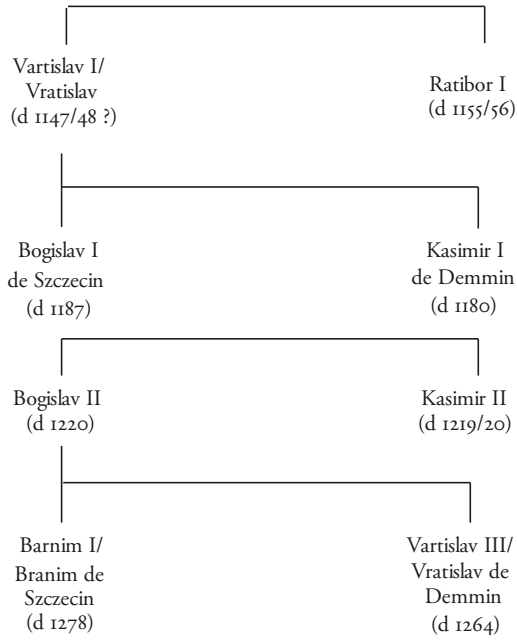 Vartislav I/
Vratislav
(d 1147/48 ?)
Ratibor I
(d 1155/56)
Bogislav I
de Szczecin
(d 1187)
Kasimir I
de Demmin
(d 1180)
Bogislav II
(d 1220)
Kasimir II
(d 1219/20)
Barnim I/
Branim de
Szczecin
(d 1278)
Vartislav III/
Vratislav de
Demmin
(d 1264)